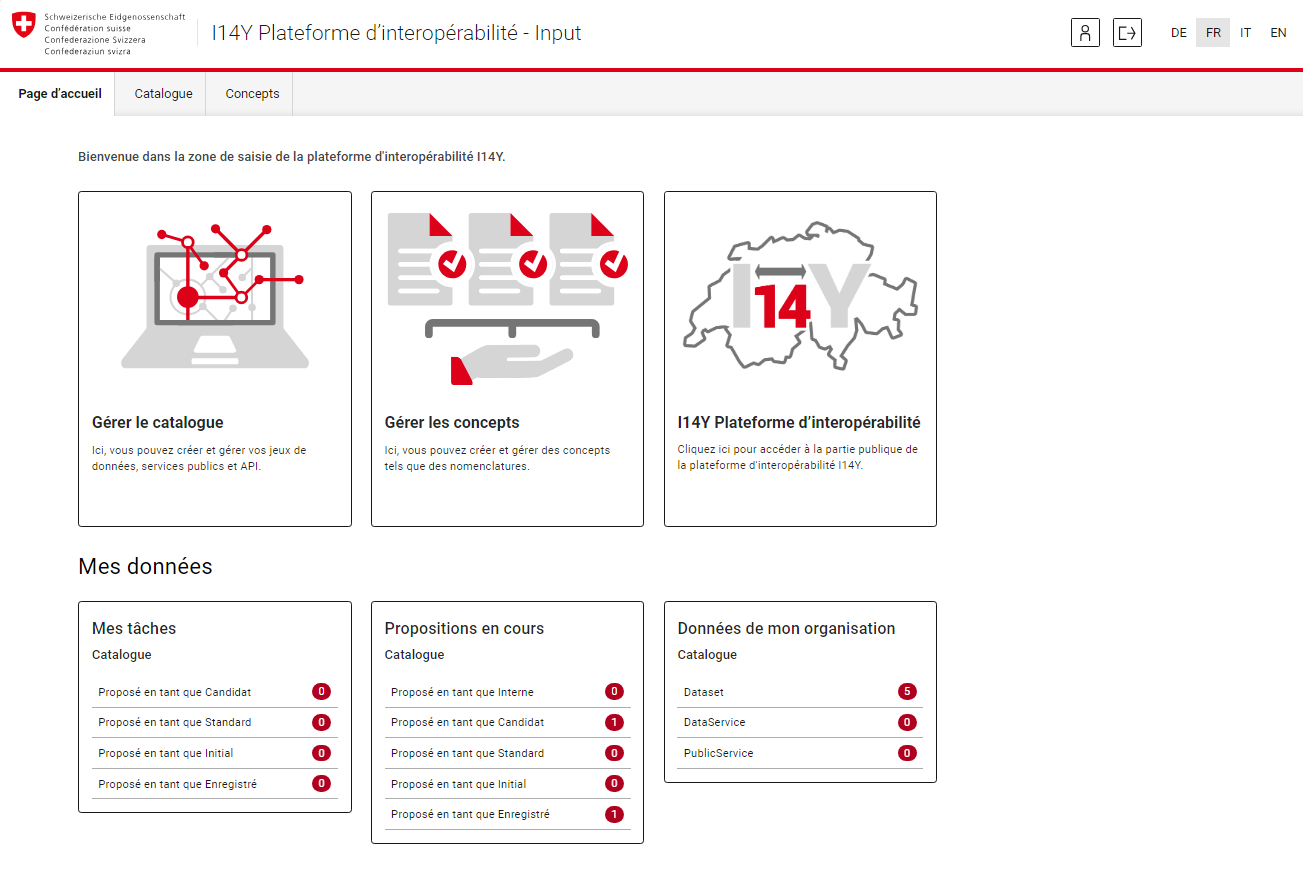 Schweizerische Eidgenossenschaft
Confédération suisse
Confederazione Svizzera
Confederaziun svizra
I14Y Plateforme d’interopérabilité - Input
DE
FR
IT
EN
Page d’accueil
Catalogue
Concepts
Bienvenue dans la zone de saisie de la plateforme d'interopérabilité I14Y.
I14Y
Gérer le catalogue
Ici, vous pouvez créer et gérer vos jeux de
données, services publics et API.
Gérer les concepts
Ici, vous pouvez créer et gérer des concepts
tels que des nomenclatures.
I14Y Plateforme d’interopérabilité
Cliquez ici pour accéder à la partie publique de
la plateforme d'interopérabilité I14Y.
Mes données
Mes tâches
Catalogue
Proposé en tant que Candidat 0
Proposé en tant que Standard 0
Proposé en tant que Initial 0
Proposé en tant que Enregistré 0
Propositions en cours
Catalogue
Proposé en tant que Interne 0
Proposé en tant que Candidat 1
Proposé en tant que Standard 0
Proposé en tant que Initial 0
Proposé en tant que Enregistré 1
Données de mon organisation
Catalogue
Dataset 5
DataService 0
PublicService 0